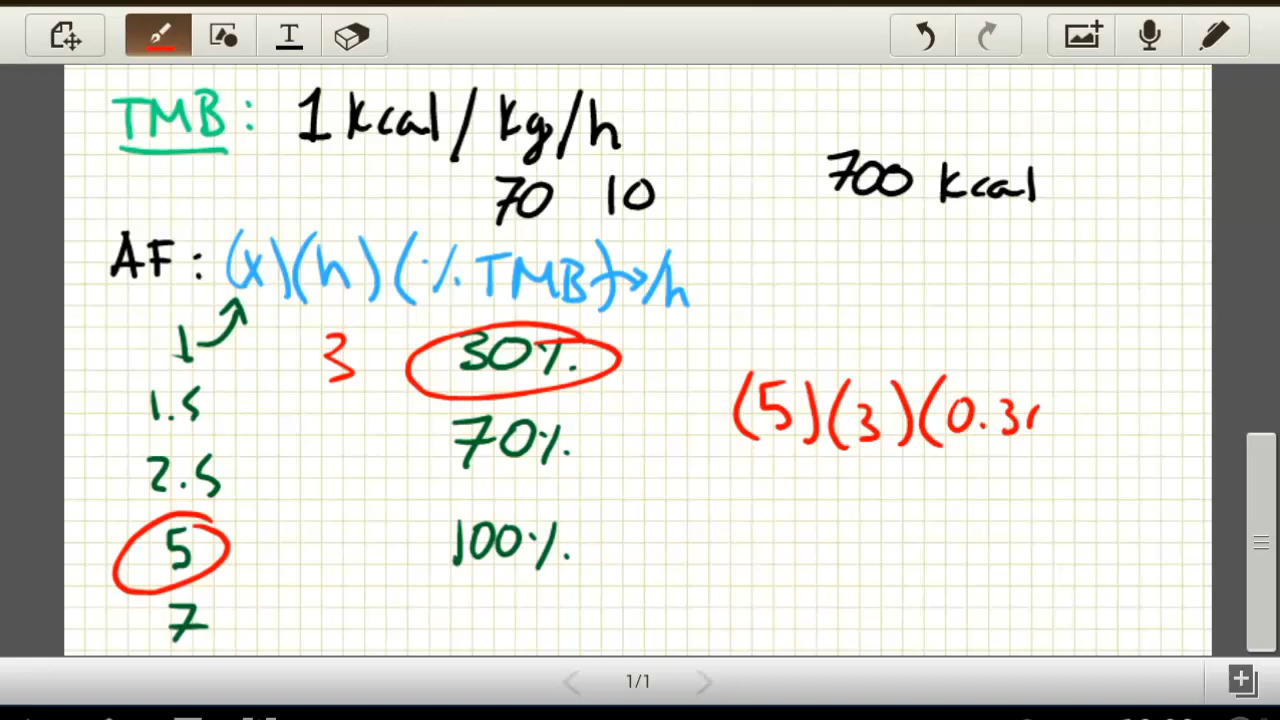 TMB: 1 kcal/kg/h
70 10
700 kcal
AF: (x)(h)(% TMB) → /h
1 3 30%
1.5
70%
(5)(3)(0.3
2.5
5 100%
7
1/1